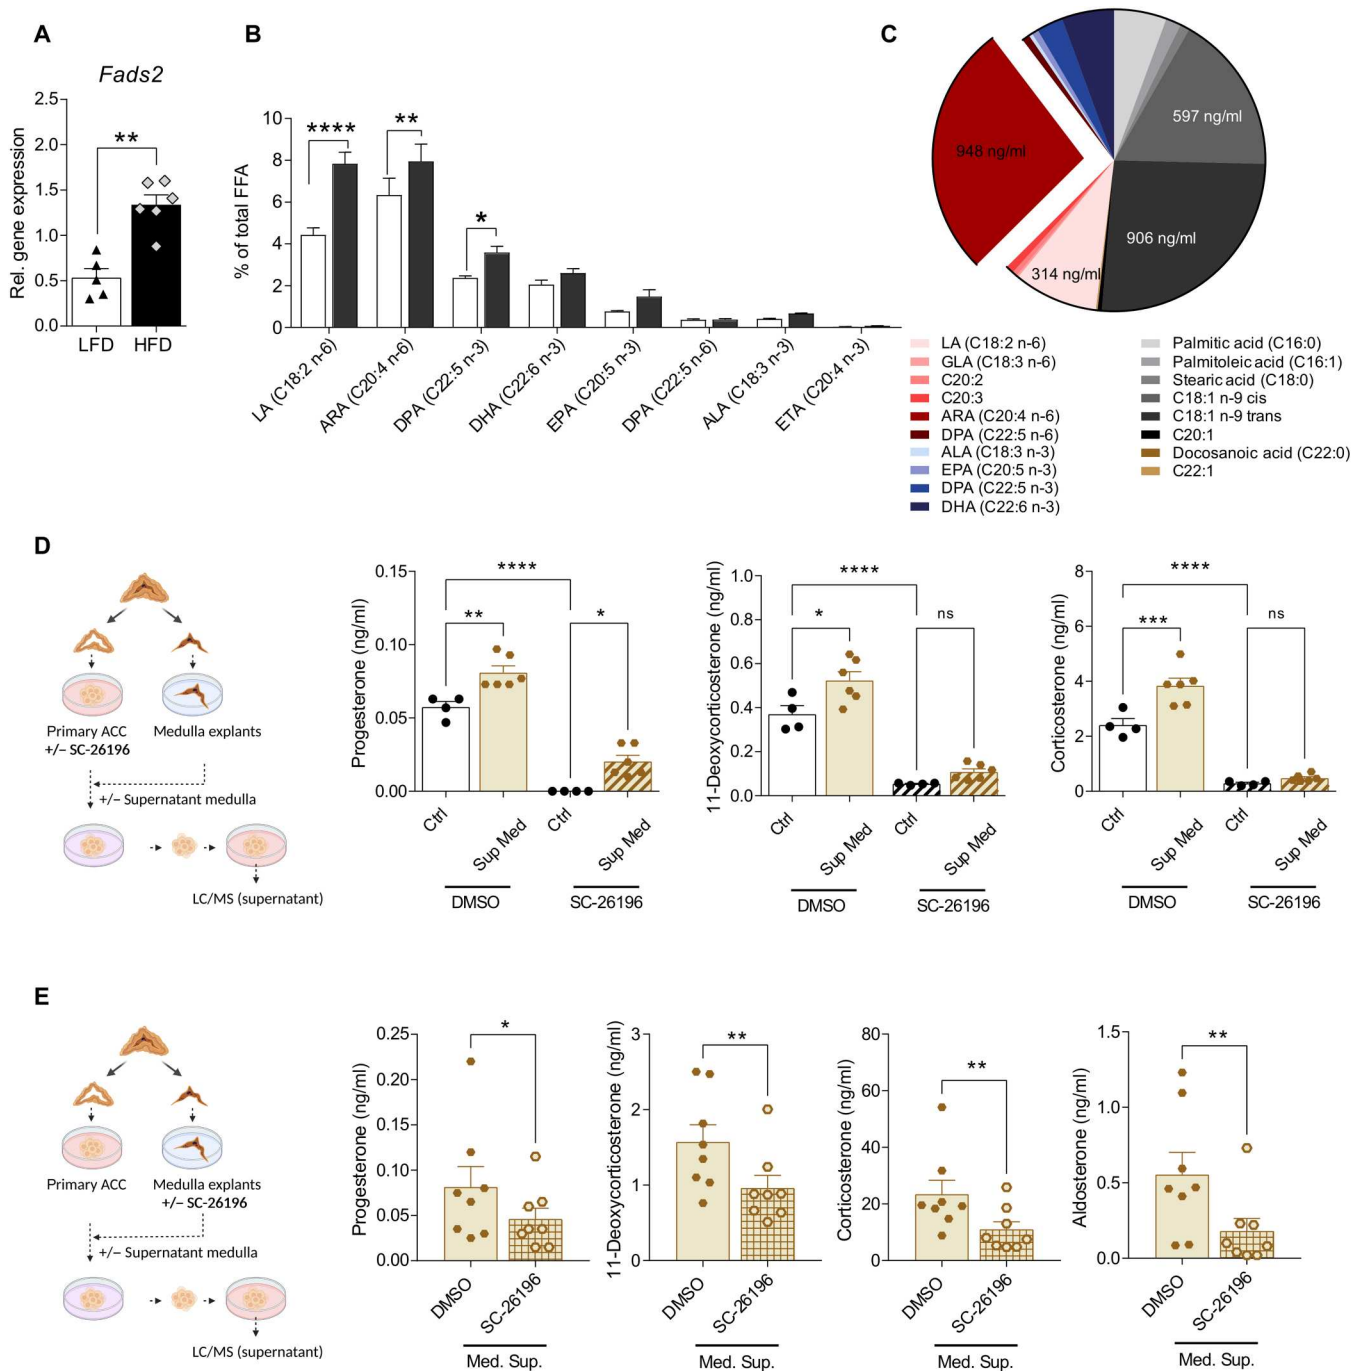 A
Fads2
Rel. gene expression
2.5
2.0
1.5
1.0
0.5
0.0
**
LFD HFD
B
% of total FFA
10
8
6
4
2
0
****
**
*
LA (C18:2 n-6)
ARA (C20:4 n-6)
DPA (C22:5 n-3)
DHA (C22:6 n-3)
EPA (C20:5 n-3)
DPA (C22:5 n-6)
ALA (C18:3 n-3)
ETA (C20:4 n-3)
C
948 ng/ml
597 ng/ml
906 ng/ml
314 ng/ml
LA (C18:2 n-6)
GLA (C18:3 n-6)
C20:2
C20:3
ARA (C20:4 n-6)
DPA (C22:5 n-6)
ALA (C18:3 n-3)
EPA (C20:5 n-3)
DPA (C22:5 n-3)
DHA (C22:6 n-3)
Palmitic acid (C16:0)
Palmitoleic acid (C16:1)
Stearic acid (C18:0)
C18:1 n-9 cis
C18:1 n-9 trans
C20:1
Docosanoic acid (C22:0)
C22:1
D
Primary ACC
+/– SC-26196
Medulla explants
+/– Supernatant medulla
LC/MS (supernatant)
Progesterone (ng/ml)
0.15
0.10
0.05
0.00
****
**
*
Ctrl
Sup Med
Ctrl
Sup Med
DMSO
SC-26196
11-Deoxycorticosterone (ng/ml)
1.0
0.8
0.6
0.4
0.2
0.0
****
*
ns
Ctrl
Sup Med
Ctrl
Sup Med
DMSO
SC-26196
Corticosterone (ng/ml)
8
6
4
2
0
****
***
ns
Ctrl
Sup Med
Ctrl
Sup Med
DMSO
SC-26196
E
Primary ACC
Medulla explants
+/– SC-26196
+/– Supernatant medulla
LC/MS (supernatant)
Progesterone (ng/ml)
0.25
0.20
0.15
0.10
0.05
0.00
*
DMSO
SC-26196
Med. Sup.
11-Deoxycorticosterone (ng/ml)
3
2
1
0
**
DMSO
SC-26196
Med. Sup.
Corticosterone (ng/ml)
80
60
40
20
0
**
DMSO
SC-26196
Med. Sup.
Aldosterone (ng/ml)
1.5
1.0
0.5
0.0
**
DMSO
SC-26196
Med. Sup.